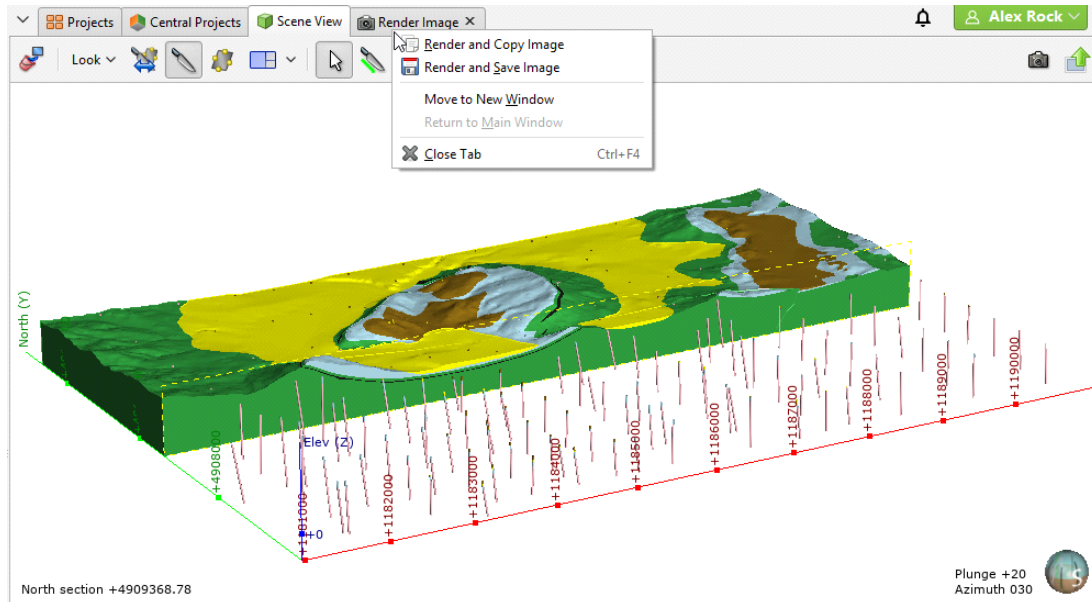 Projects
Central Projects
Scene View
Render Image
Alex Rock
Look
Render and Copy Image
Render and Save Image
Move to New Window
Return to Main Window
Close Tab Ctrl+F4
North (Y)
+4908000
Elev (Z)
+0
+1181000
+1182000
+1183000
+1184000
+1185000
+1186000
+1187000
+1188000
+1189000
+1190000
North section +4909368.78
Plunge +20
Azimuth 030
S